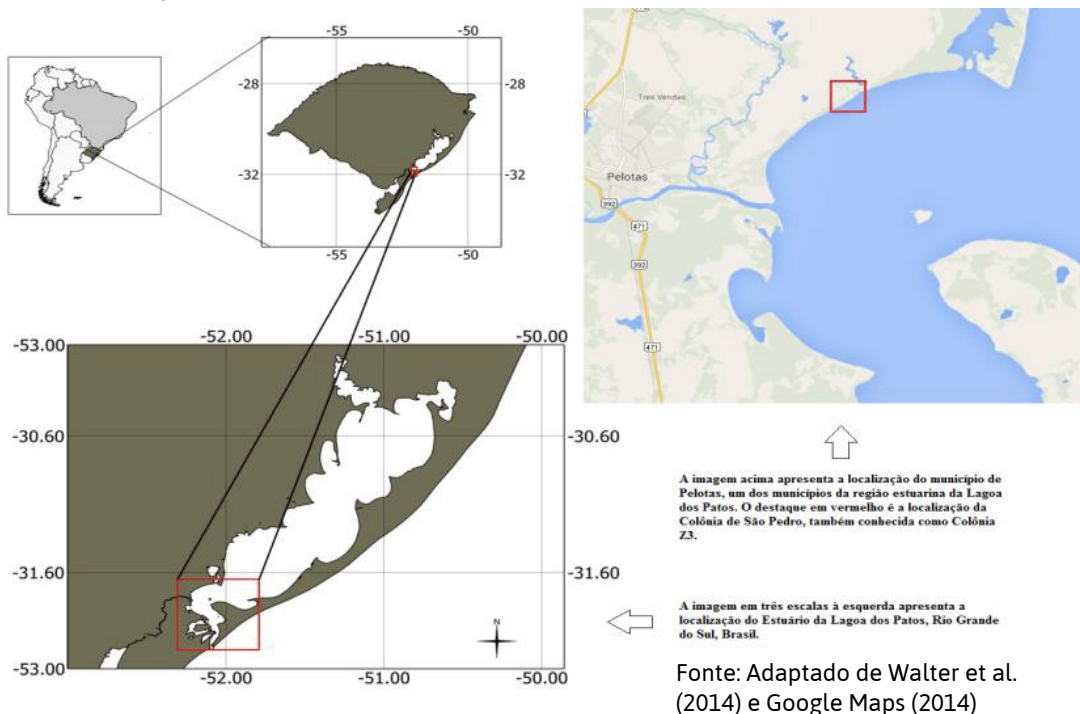 -55
-50
-28
-28
-32
-32
-55
-50
Tres Vendas
Pelotas
392
471
392
471
-52.00
-51.00
-50.00
-53.00
-30.60
-30.60
-31.60
-31.60
-53.00
-52.00
-51.00
-50.00
N
A imagem acima apresenta a localização do município de
Pelotas, um dos municípios da região estuarina da Lagoa
dos Patos. O destaque em vermelho é a localização da
Colônia de São Pedro, também conhecida como Colônia
Z3.
A imagem em três escalas à esquerda apresenta a
localização do Estuário da Lagoa dos Patos, Rio Grande
do Sul, Brasil.
Fonte: Adaptado de Walter et al.
(2014) e Google Maps (2014)